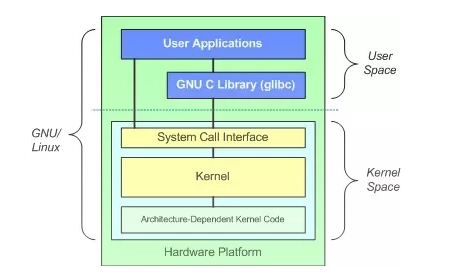 User Applications
User
Space
GNU C Library (glibc)
GNU/
Linux
System Call Interface
Kernel
Kernel
Space
Architecture-Dependent Kernel Code
Hardware Platform